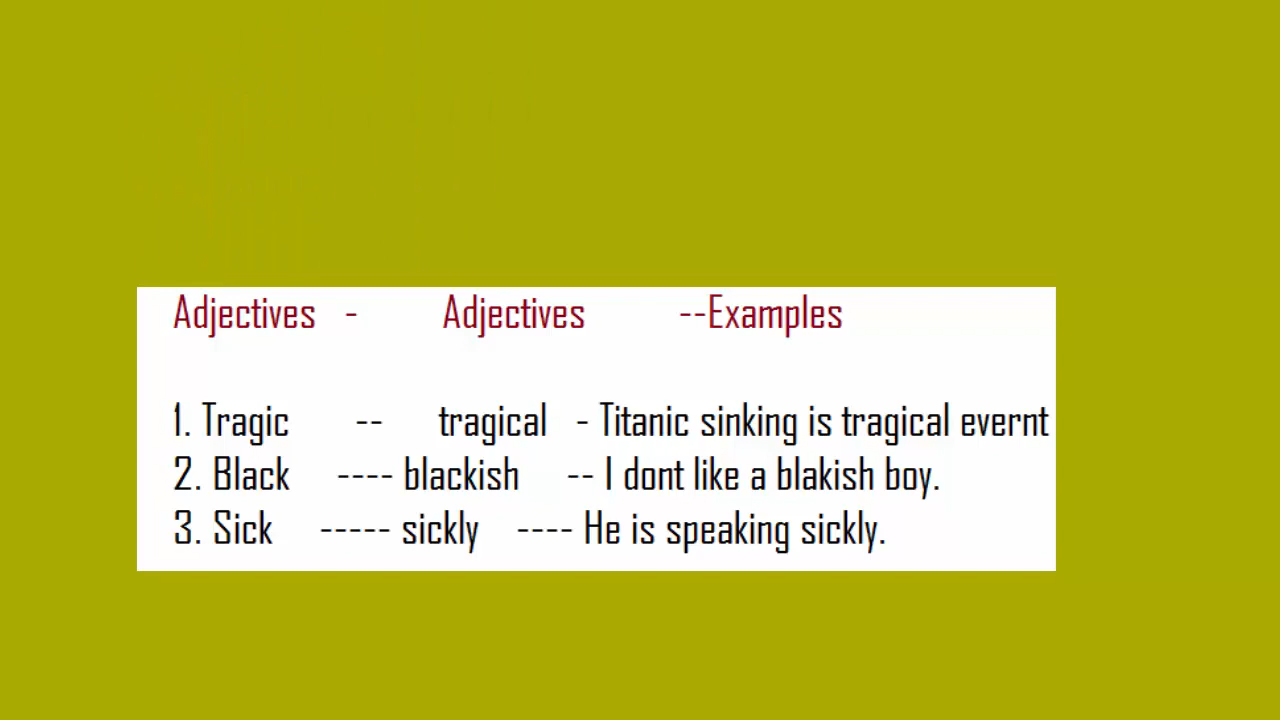 Adjectives - Adjectives --Examples
1. Tragic -- tragical - Titanic sinking is tragical evernt
2. Black ---- blackish -- I dont like a blakish boy.
3. Sick ----- sickly ---- He is speaking sickly.